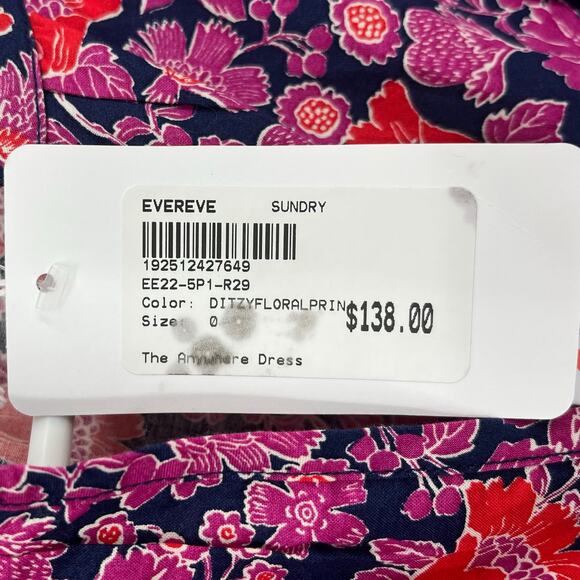 EVEREVE SUNDRY
192512427649
EE22-5P1-R29
Color: DITZYFLORALPRIN
Size: 0 $138.00
The Anywhere Dress